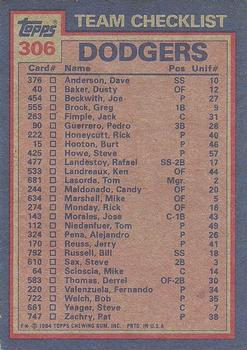 Topps TEAM CHECKLIST
306 DODGERS
Card# Name Pos Unif#
376 Anderson, Dave SS 10
40 Baker, Dusty OF 12
454 Beckwith, Joe P 27
555 Brock, Greg 1B 9
263 Fimple, Jack C 31
90 Guerrero, Pedro 3B 28
222 Honeycutt, Rick P 40
15 Hooton, Burt P 46
425 Howe, Steve P 57
477 Landestoy, Rafael SS-2B 17
533 Landreaux, Ken OF 44
681 Lasorda, Tom Mgr. 2
244 Maldonado, Candy OF 20
634 Marshall, Mike OF 5
274 Monday, Rick OF 16
143 Morales, Jose C-1B 43
112 Niedenfuer, Tom P 49
324 Pena, Alejandro P 26
170 Reuss, Jerry P 41
792 Russell, Bill SS 18
610 Sax, Steve 2B 3
64 Scioscia, Mike C 14
583 Thomas, Derrel OF-2B 30
220 Valenzuela, Fernando P 34
722 Welch, Bob P 35
661 Yeager, Steve C 7
747 Zachry, Pat P 38
© 1984 TOPPS CHEWING GUM, INC. PRTD. IN U.S.A.